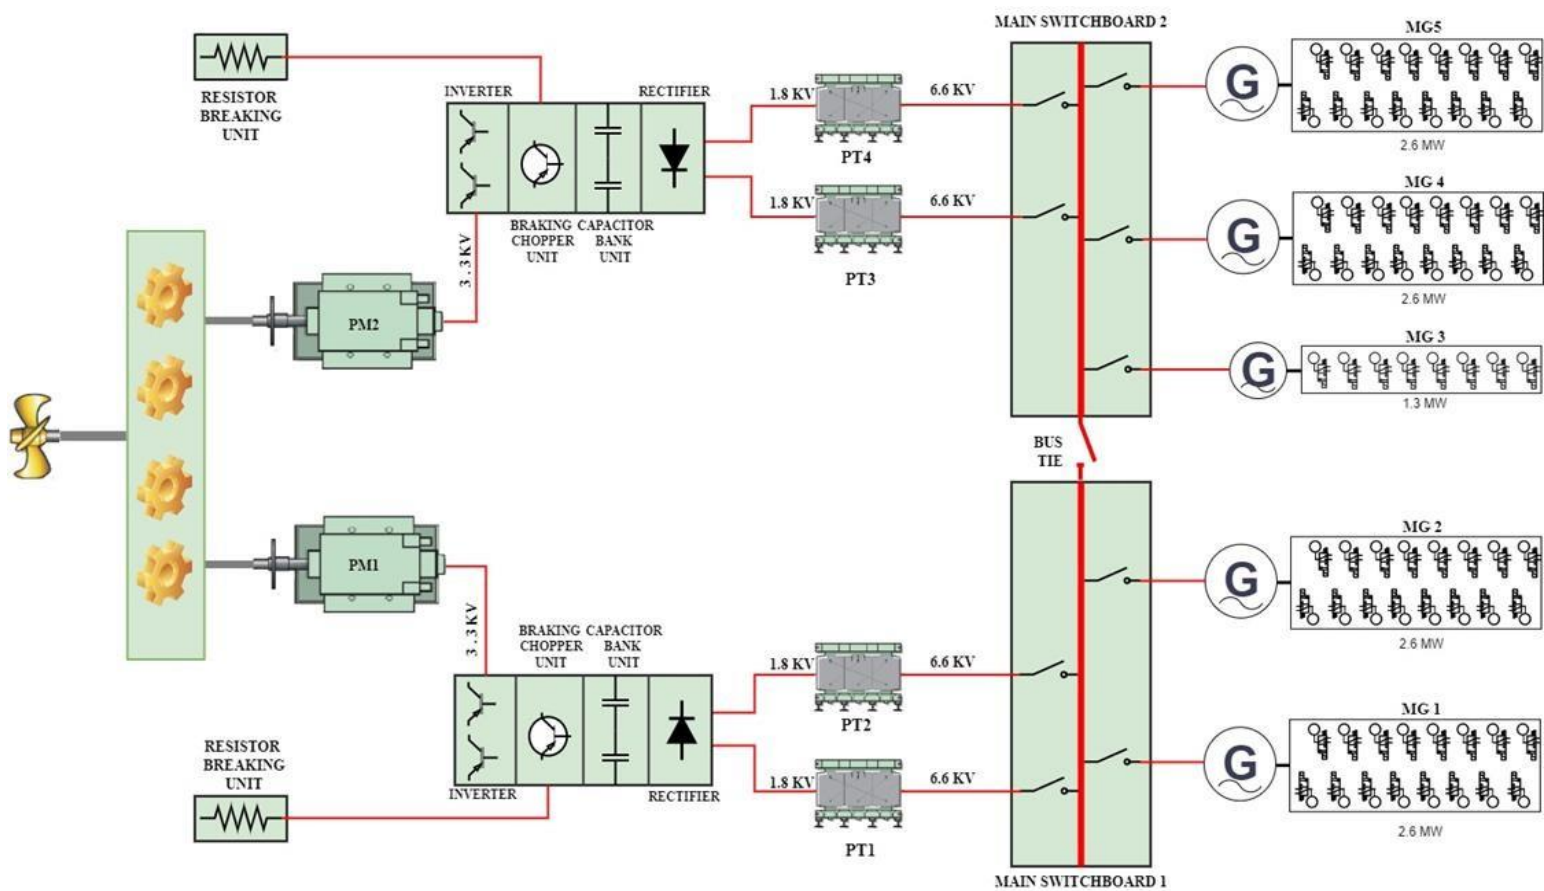 MAIN SWITCHBOARD 2
MG5
INVERTER
RECTIFIER
1.8 KV
6.6 KV
G
RESISTOR
BREAKING
UNIT
2.6 MW
PT4
MG 4
1.8 KV
6.6 KV
G
BRAKING
CHOPPER
UNIT
CAPACITOR
BANK
UNIT
3.3KV
PT3
2.6 MW
PM2
MG 3
G
1.3 MW
BUS
TIE
MG 2
PM1
G
3.3KV
BRAKING
CHOPPER
UNIT
CAPACITOR
BANK
UNIT
1.8 KV
6.6 KV
2.6 MW
PT2
MG 1
RESISTOR
BREAKING
UNIT
G
1.8 KV
6.6 KV
INVERTER
RECTIFIER
2.6 MW
PT1
MAIN SWITCHBOARD 1